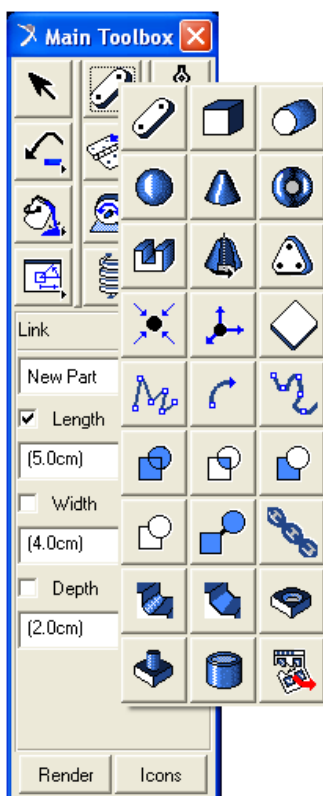 Main Toolbox
Link
New Part
Length
(5.0cm)
Width
(4.0cm)
Depth
(2.0cm)
Render
Icons